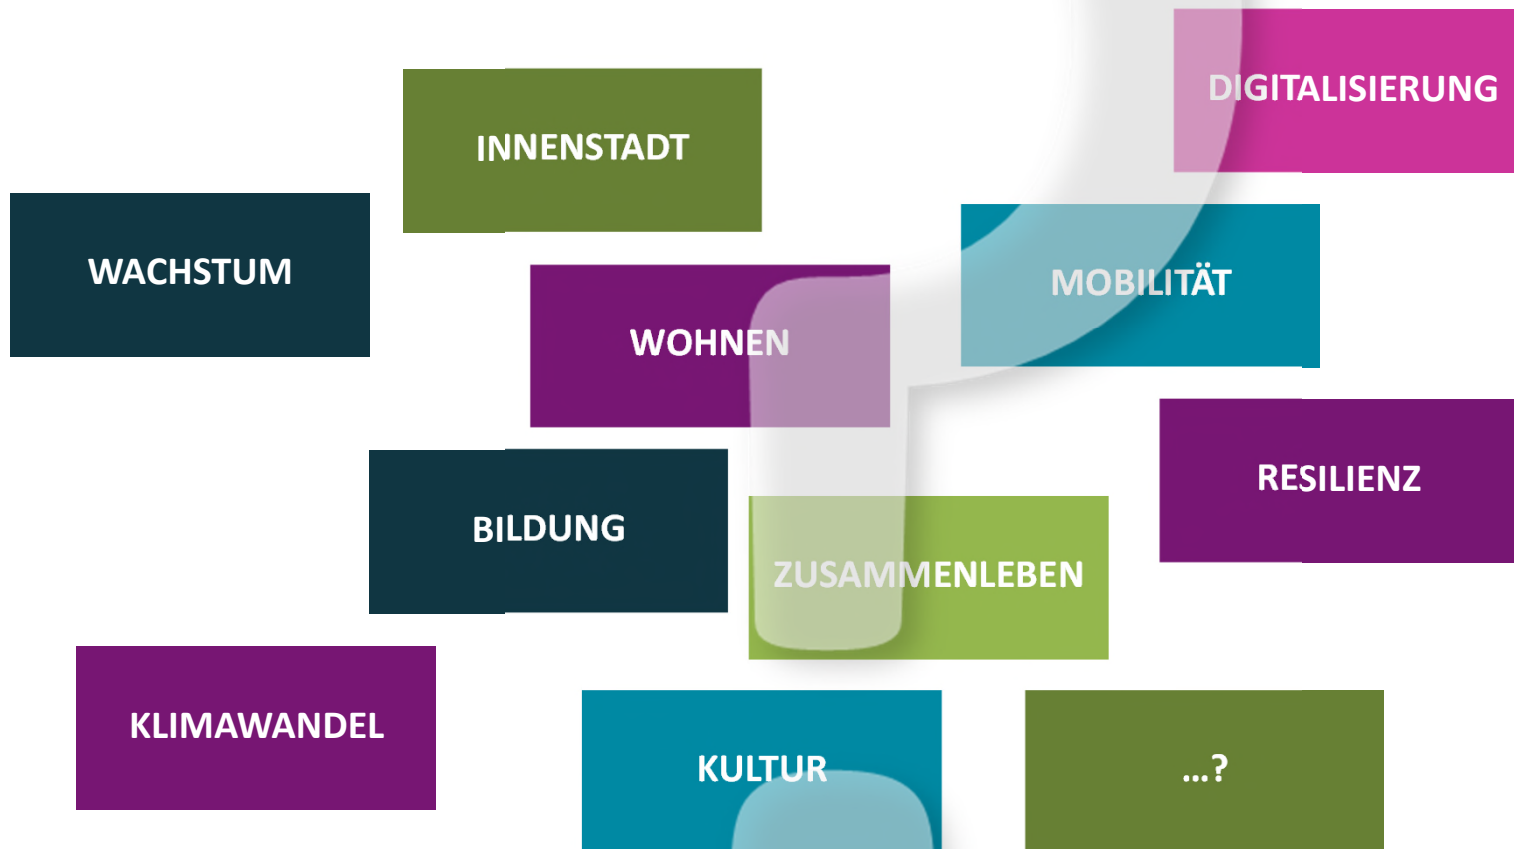 DIGITALISIERUNG
INNENSTADT
WACHSTUM
MOBILITÄT
WOHNEN
RESILIENZ
BILDUNG
ZUSAMMENLEBEN
KLIMAWANDEL
KULTUR
...?